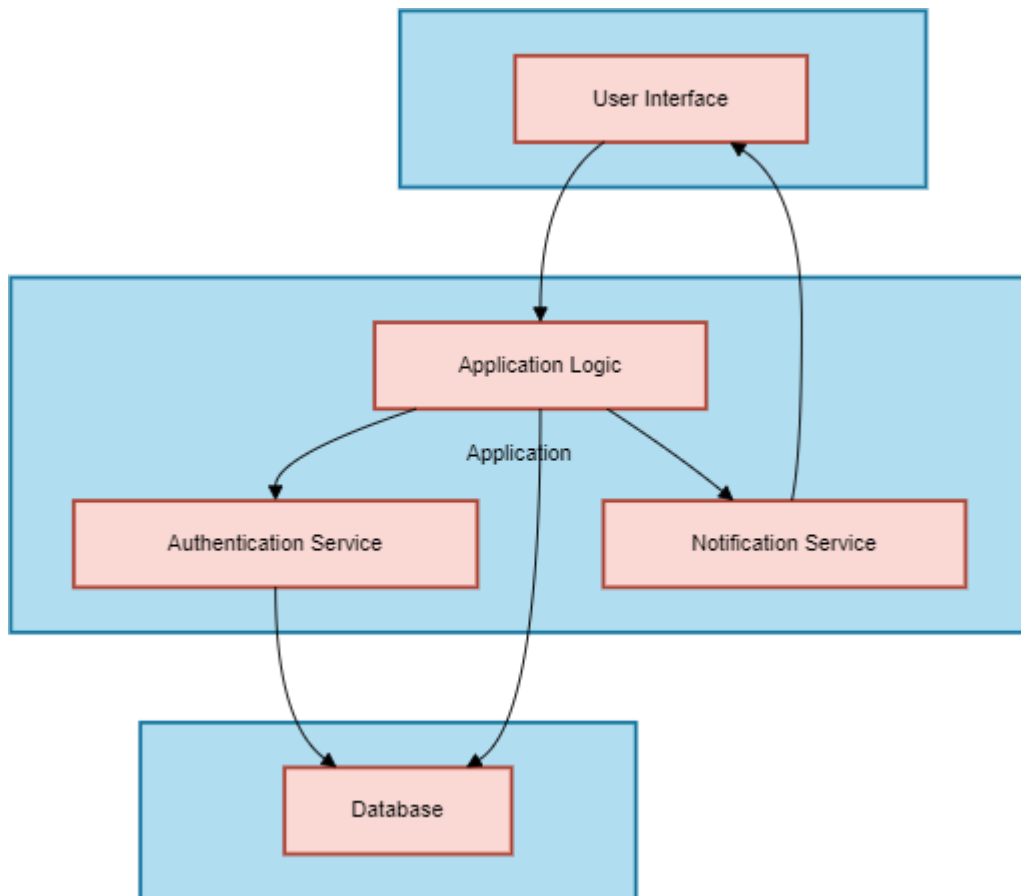 User Interface
Application Logic
Application
Authentication Service
Notification Service
Database